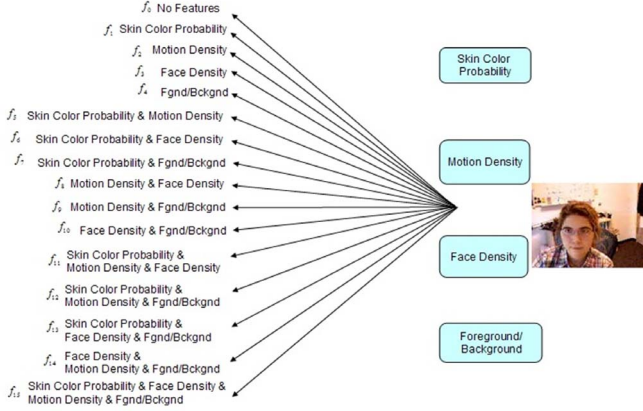 f0 No Features
f1 Skin Color Probability
f2 Motion Density
f3 Face Density
f4 Fgnd/Bckgnd
f5 Skin Color Probability & Motion Density
f6 Skin Color Probability & Face Density
f7 Skin Color Probability & Fgnd/Bckgnd
f8 Motion Density & Face Density
f9 Motion Density & Fgnd/Bckgnd
f10 Face Density & Fgnd/Bckgnd
f11 Skin Color Probability &
Motion Density & Face Density
f12 Skin Color Probability &
Motion Density & Fgnd/Bckgnd
f13 Skin Color Probability &
Face Density & Fgnd/Bckgnd
f14 Face Density &
Motion Density & Fgnd/Bckgnd
f15 Skin Color Probability & Face Density &
Motion Density & Fgnd/Bckgnd
Skin Color
Probability
Motion Density
Face Density
Foreground/
Background